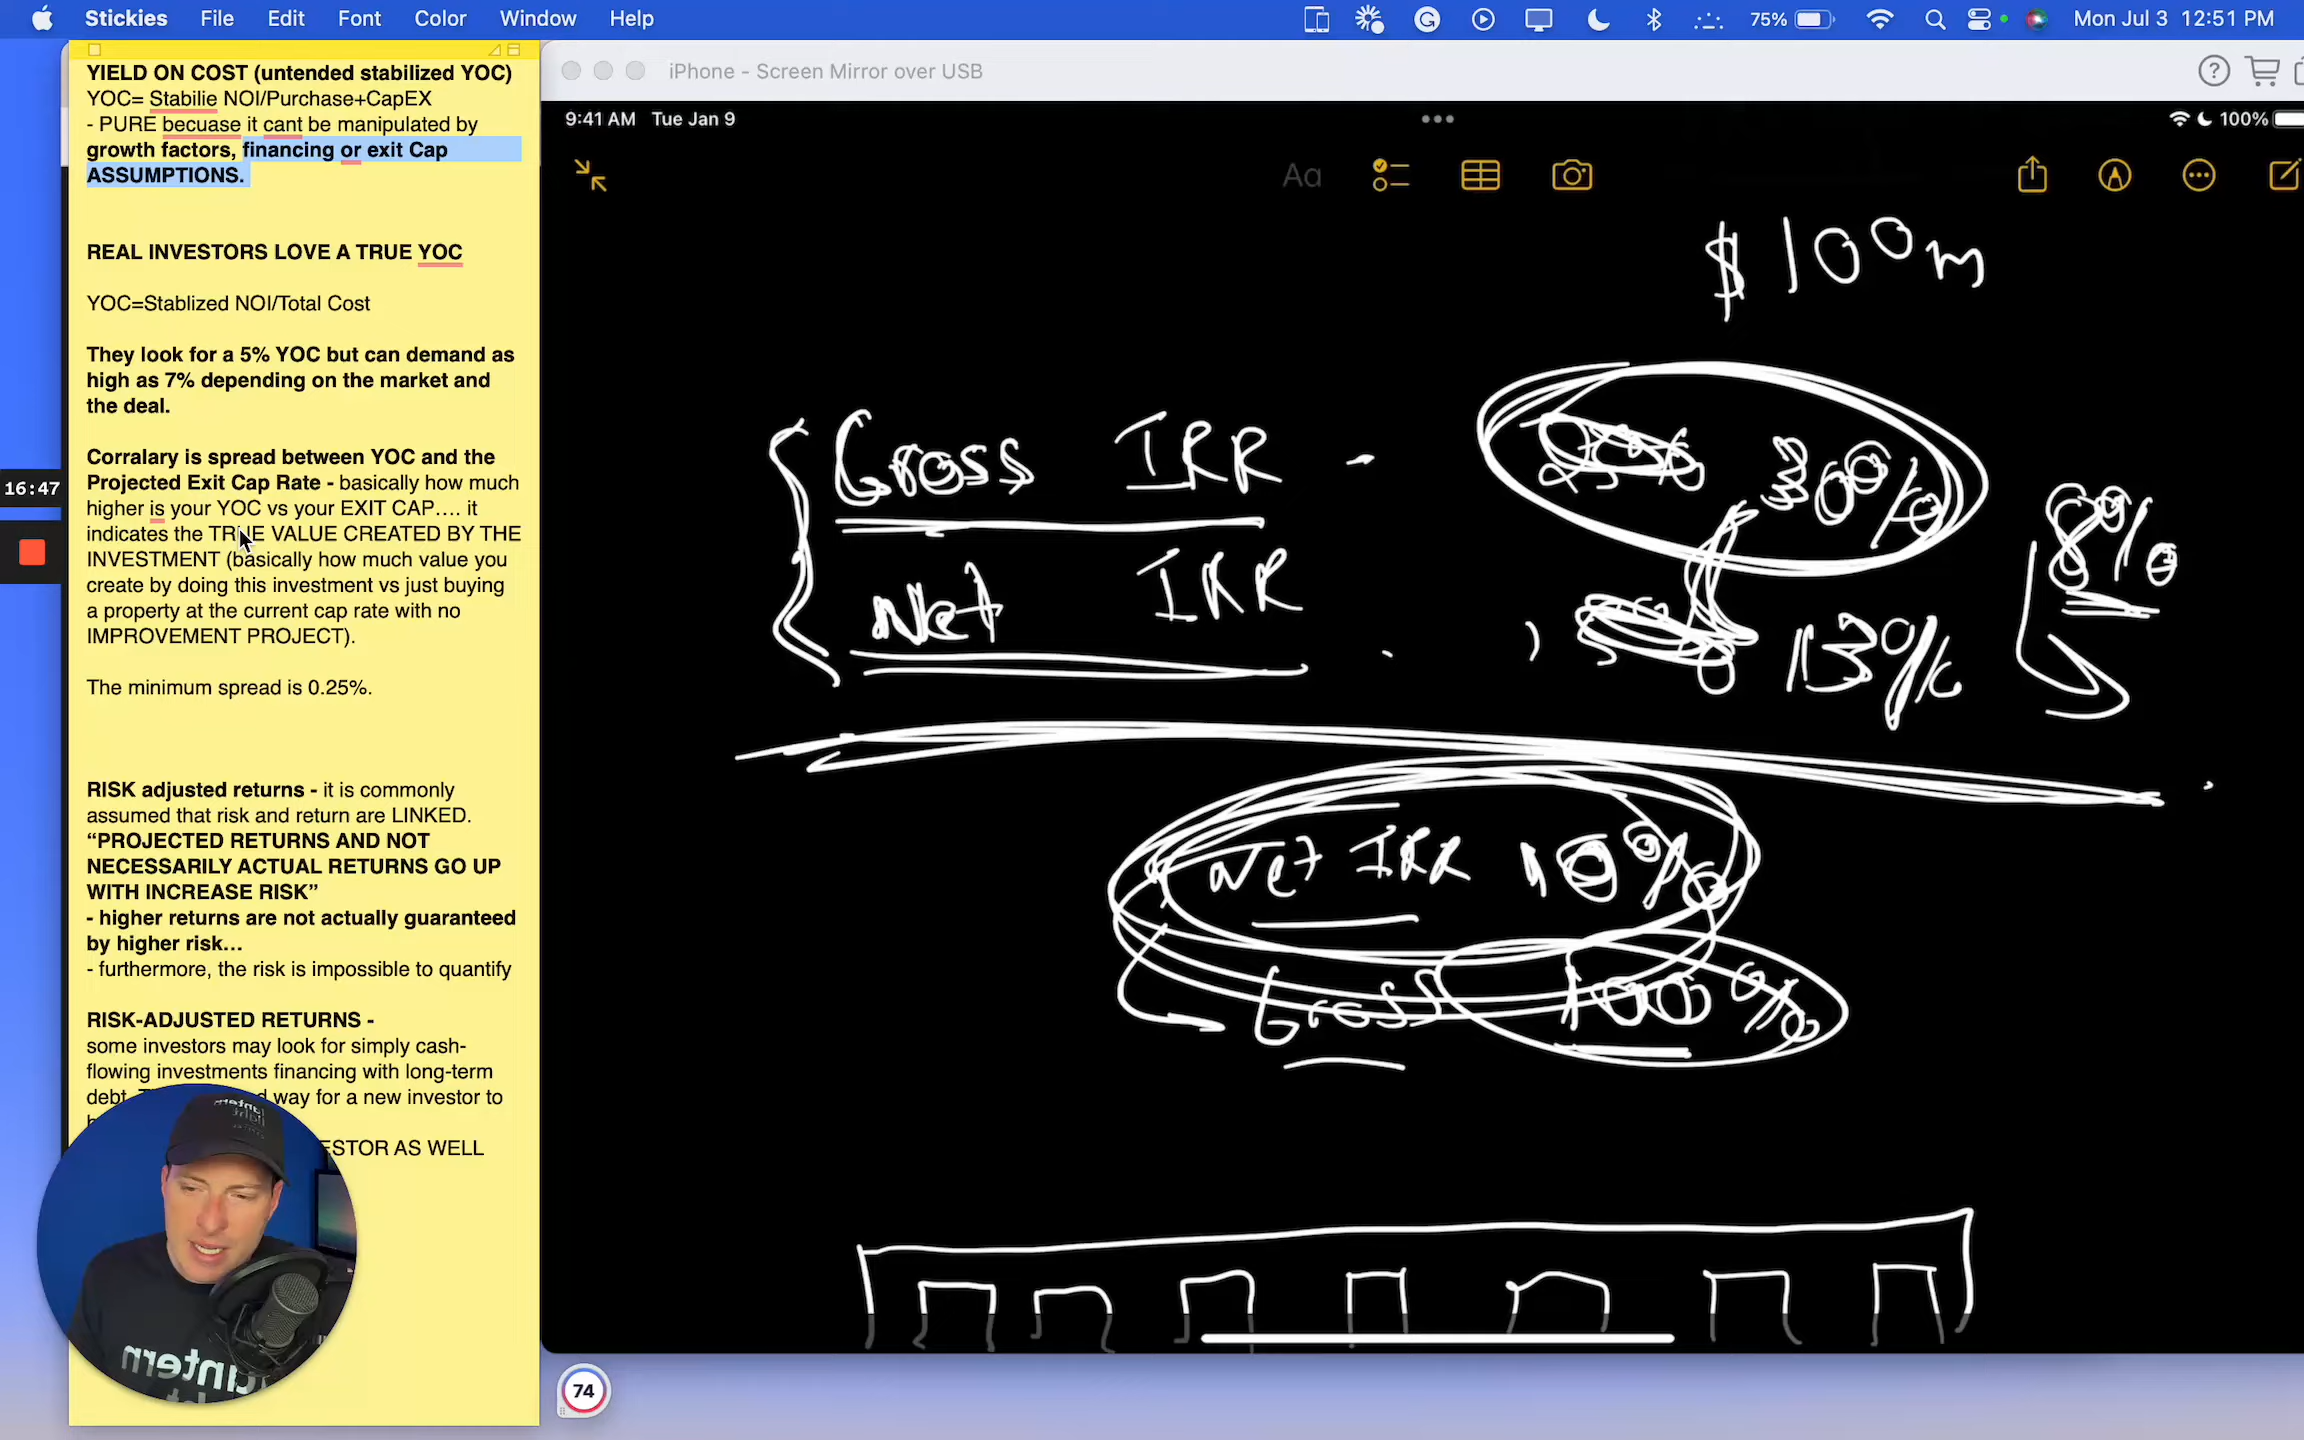 Stickies File Edit Font Color Window Help
75% Mon Jul 3 12:51 PM
YIELD ON COST (untended stabilized YOC)
YOC= Stabilie NOI/Purchase+CapEX
- PURE becuase it cant be manipulated by
growth factors, financing or exit Cap
ASSUMPTIONS.
REAL INVESTORS LOVE A TRUE YOC
YOC=Stablized NOI/Total Cost
They look for a 5% YOC but can demand as
high as 7% depending on the market and
the deal.
Corralary is spread between YOC and the
Projected Exit Cap Rate - basically how much
higher is your YOC vs your EXIT CAP.... it
indicates the TRUE VALUE CREATED BY THE
INVESTMENT (basically how much value you
create by doing this investment vs just buying
a property at the current cap rate with no
IMPROVEMENT PROJECT).
The minimum spread is 0.25%.
RISK adjusted returns - it is commonly
assumed that risk and return are LINKED.
“PROJECTED RETURNS AND NOT
NECESSARILY ACTUAL RETURNS GO UP
WITH INCREASE RISK”
- higher returns are not actually guaranteed
by higher risk...
- furthermore, the risk is impossible to quantify
RISK-ADJUSTED RETURNS -
some investors may look for simply cash-
flowing investments financing with long-term
debt. way for a new investor to
AS WELL
16:47
iPhone - Screen Mirror over USB
9:41 AM Tue Jan 9
100%
Aa
$100m
Gross IRR - 30% 8%
Net IRR 13%
Net IRR 10%
Gross 100%
74